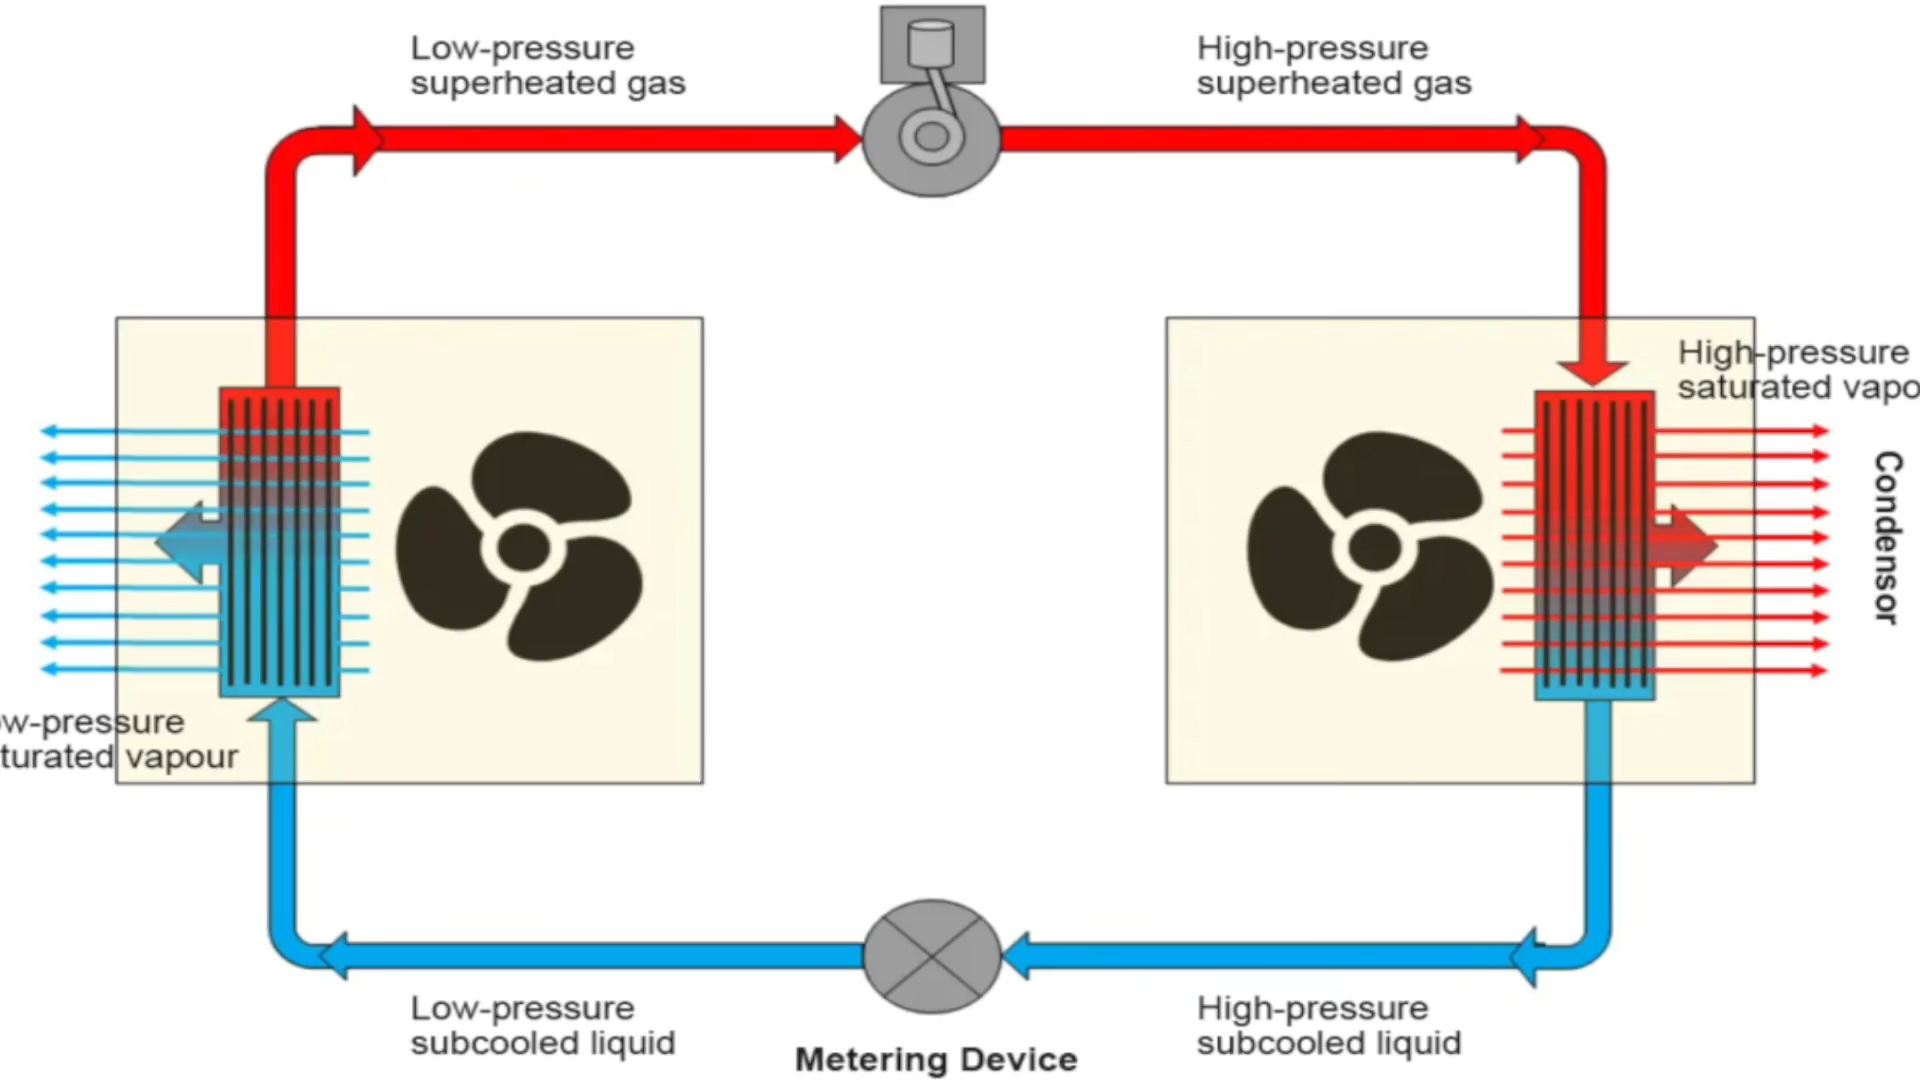 Low-pressure
superheated gas
High-pressure
superheated gas
High-pressure
saturated vapo
Condensor
w-pressure
turated vapour
Low-pressure
subcooled liquid
High-pressure
subcooled liquid
Metering Device